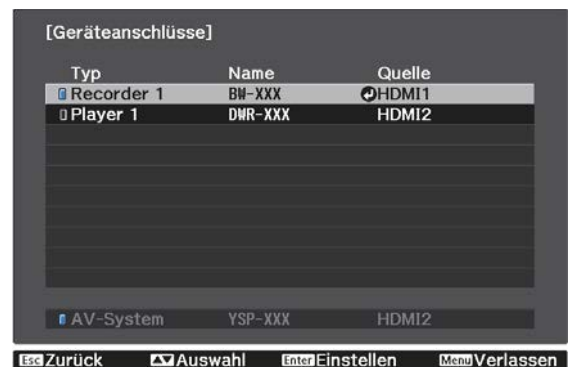 [Geräteanschlüsse]
Typ Name Quelle
Recorder 1 BW-XXX HDMI1
Player 1 DWR-XXX HDMI2
AV-System YSP-XXX HDMI2
Esc Zurück Auswahl Enter Einstellen Menu Verlassen